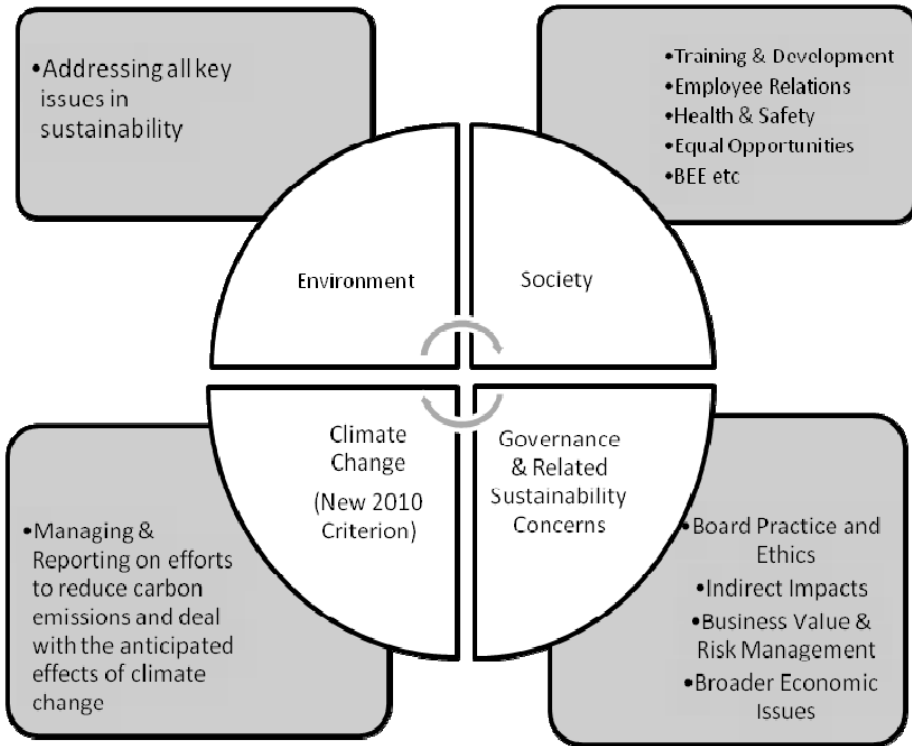 •Addressing all key
issues in
sustainability
•Training & Development
•Employee Relations
•Health & Safety
•Equal Opportunities
•BEE etc
Environment
Society
Climate
Change
(New 2010
Criterion)
Governance
& Related
Sustainability
Concerns
•Managing &
Reporting on efforts
to reduce carbon
emissions and deal
with the anticipated
effects of climate
change
•Board Practice and
Ethics
•Indirect Impacts
•Business Value &
Risk Management
•Broader Economic
Issues